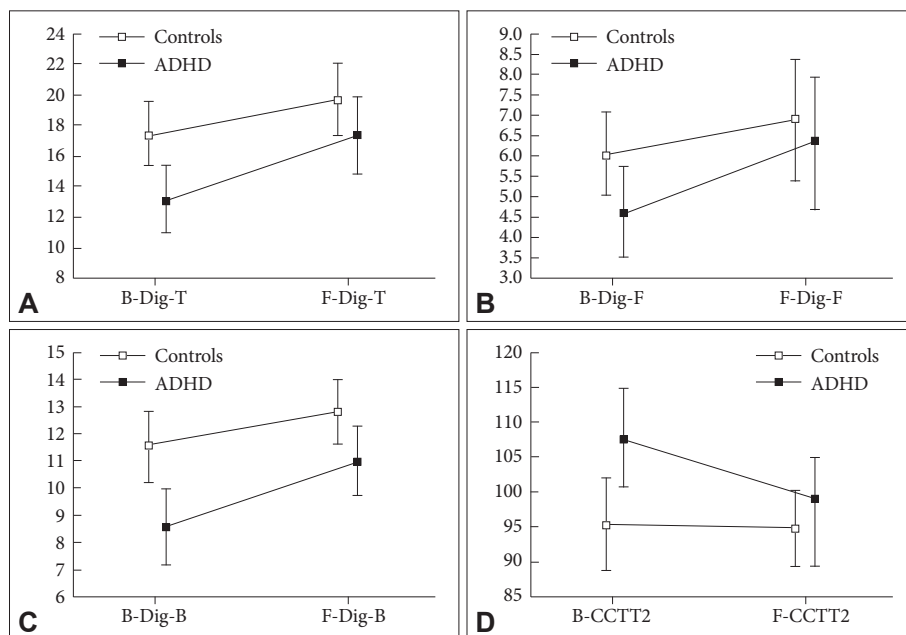 24
22
20
18
16
14
12
10
8
Controls
ADHD
B-Dig-T
F-Dig-T
A
9.0
8.5
8.0
7.5
7.0
6.5
6.0
5.5
5.0
4.5
4.0
3.5
3.0
Controls
ADHD
B-Dig-F
F-Dig-F
B
15
14
13
12
11
10
9
8
7
6
Controls
ADHD
B-Dig-B
F-Dig-B
C
120
115
110
105
100
95
90
85
Controls
ADHD
B-CCTT2
F-CCTT2
D